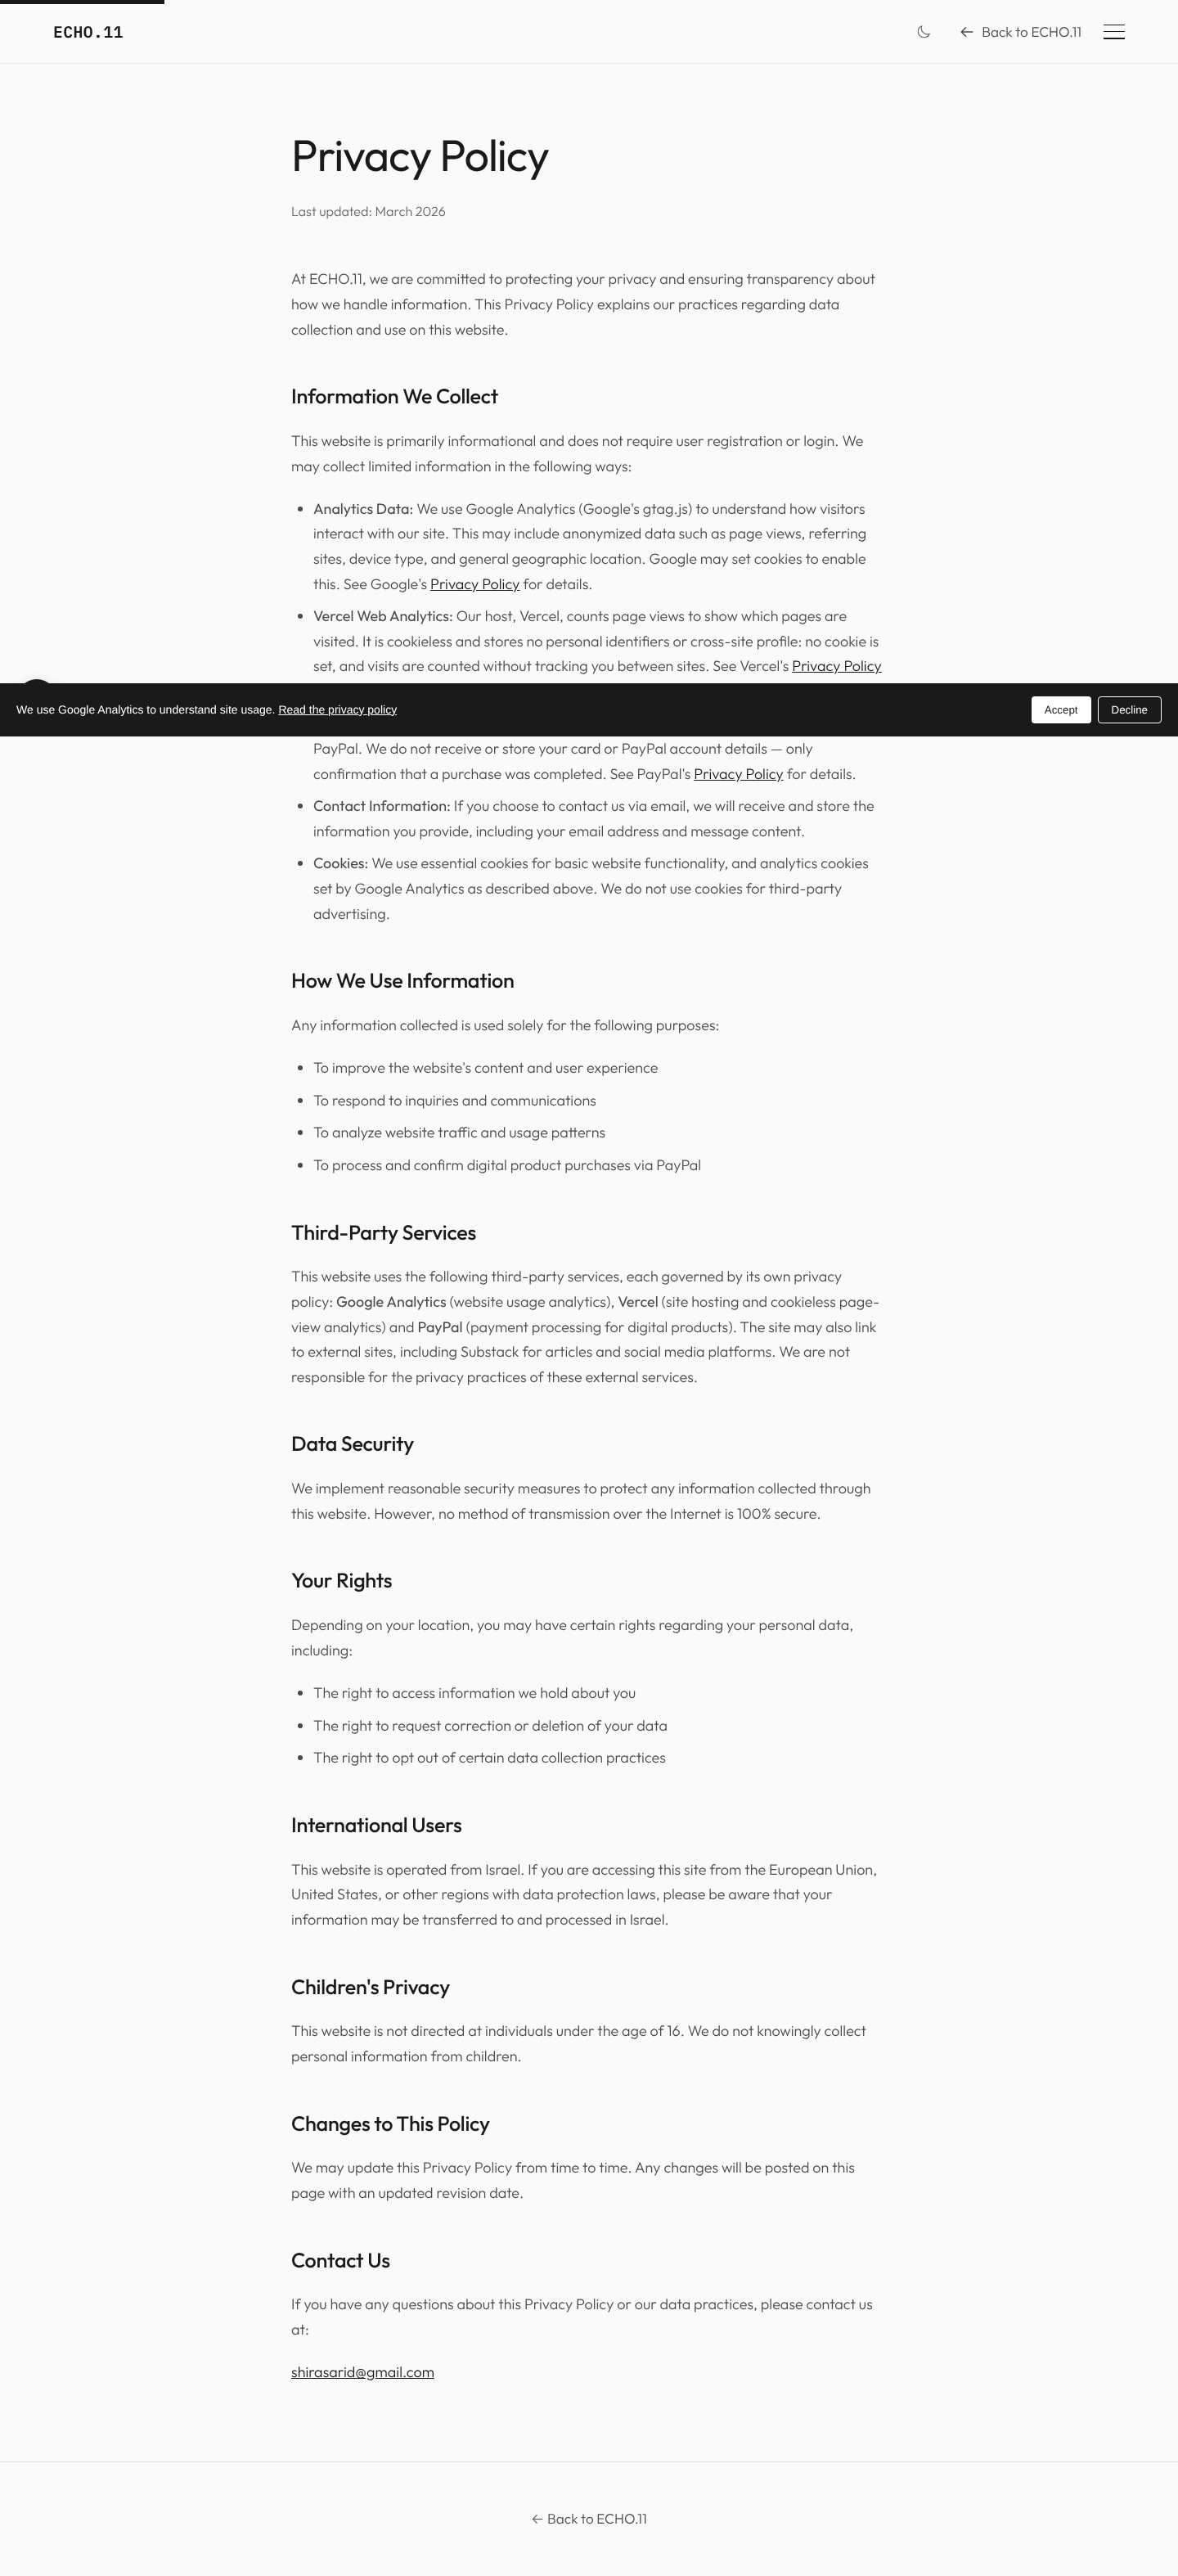 ECHO.11
← Back to ECHO.11
Privacy Policy
Last updated: March 2026
At ECHO.11, we are committed to protecting your privacy and ensuring transparency about
how we handle information. This Privacy Policy explains our practices regarding data
collection and use on this website.
Information We Collect
This website is primarily informational and does not require user registration or login. We
may collect limited information in the following ways:
• Analytics Data: We use Google Analytics (Google's gtag.js) to understand how visitors
interact with our site. This may include anonymized data such as page views, referring
sites, device type, and general geographic location. Google may set cookies to enable
this. See Google's Privacy Policy for details.
• Vercel Web Analytics: Our host, Vercel, counts page views to show which pages are
visited. It is cookieless and stores no personal identifiers or cross-site profile: no cookie is
set, and visits are counted without tracking you between sites. See Vercel's Privacy Policy
We use Google Analytics to understand site usage. Read the privacy policy
Accept
Decline
PayPal. We do not receive or store your card or PayPal account details — only
confirmation that a purchase was completed. See PayPal's Privacy Policy for details.
• Contact Information: If you choose to contact us via email, we will receive and store the
information you provide, including your email address and message content.
• Cookies: We use essential cookies for basic website functionality, and analytics cookies
set by Google Analytics as described above. We do not use cookies for third-party
advertising.
How We Use Information
Any information collected is used solely for the following purposes:
• To improve the website's content and user experience
• To respond to inquiries and communications
• To analyze website traffic and usage patterns
• To process and confirm digital product purchases via PayPal
Third-Party Services
This website uses the following third-party services, each governed by its own privacy
policy: Google Analytics (website usage analytics), Vercel (site hosting and cookieless page-
view analytics) and PayPal (payment processing for digital products). The site may also link
to external sites, including Substack for articles and social media platforms. We are not
responsible for the privacy practices of these external services.
Data Security
We implement reasonable security measures to protect any information collected through
this website. However, no method of transmission over the Internet is 100% secure.
Your Rights
Depending on your location, you may have certain rights regarding your personal data,
including:
• The right to access information we hold about you
• The right to request correction or deletion of your data
• The right to opt out of certain data collection practices
International Users
This website is operated from Israel. If you are accessing this site from the European Union,
United States, or other regions with data protection laws, please be aware that your
information may be transferred to and processed in Israel.
Children's Privacy
This website is not directed at individuals under the age of 16. We do not knowingly collect
personal information from children.
Changes to This Policy
We may update this Privacy Policy from time to time. Any changes will be posted on this
page with an updated revision date.
Contact Us
If you have any questions about this Privacy Policy or our data practices, please contact us
at:
shirasarid@gmail.com
← Back to ECHO.11